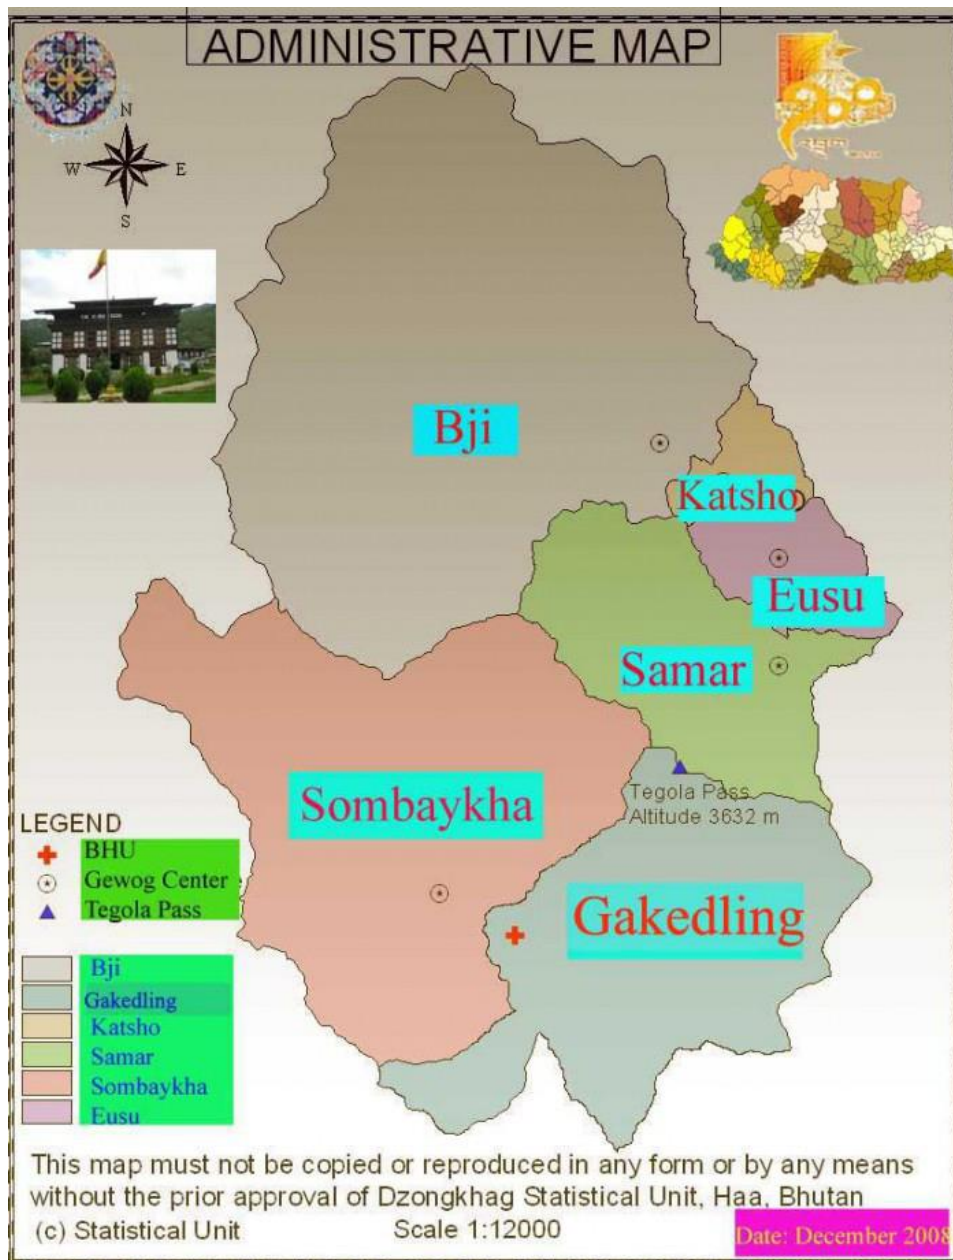 ADMINISTRATIVE MAP
N
W E
S
Bji
Katsho
Eusu
Samar
Tegola Pass
Altitude 3632 m
Sombaykha
Gakedling
LEGEND
BHU
Gewog Center
Tegola Pass
Bji
Gakedling
Katsho
Samar
Sombaykha
Eusu
This map must not be copied or reproduced in any form or by any means
without the prior approval of Dzongkhag Statistical Unit, Haa, Bhutan
(c) Statistical Unit Scale 1:12000 Date: December 2008